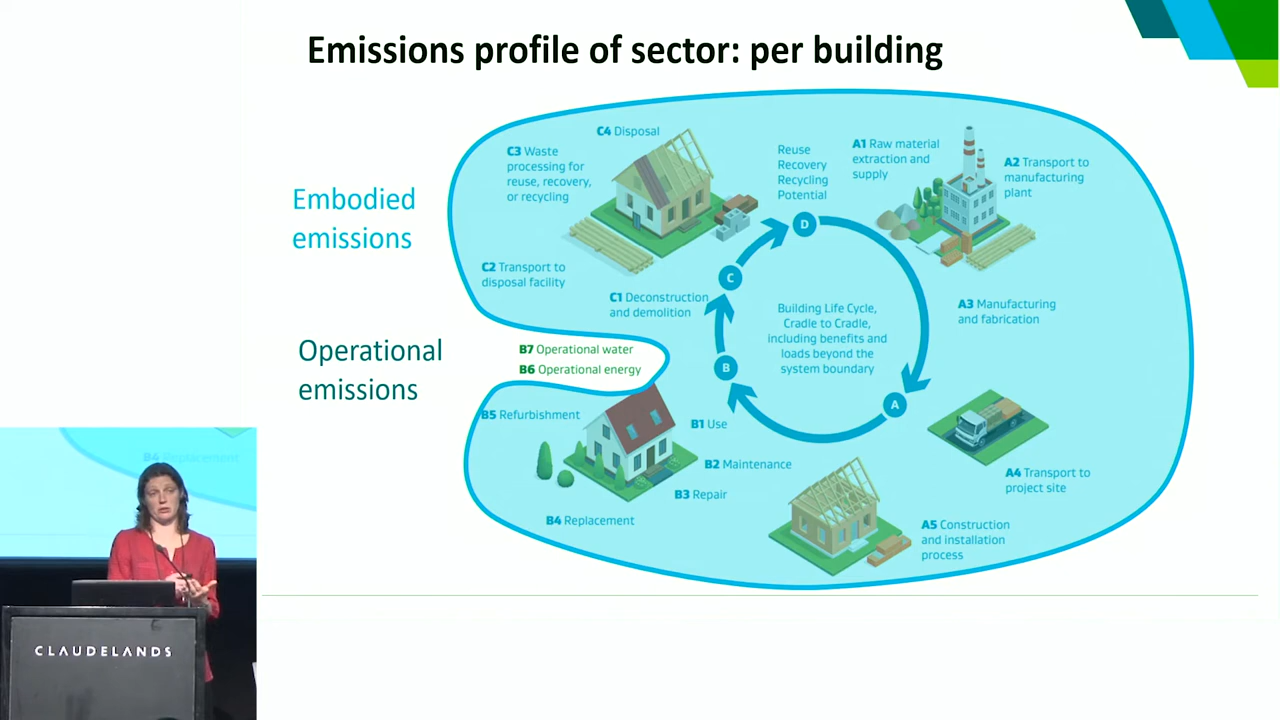 Emissions profile of sector: per building
Embodied
emissions
Operational
emissions
C4 Disposal
C3 Waste
processing for
reuse, recovery,
or recycling
C2 Transport to
disposal facility
C1 Deconstruction
and demolition
Reuse
Recovery
Recycling
Potential
A1 Raw material
extraction and
supply
A2 Transport to
manufacturing
plant
A3 Manufacturing
and fabrication
D
C
B
A
Building Life Cycle,
Cradle to Cradle,
including benefits and
loads beyond the
system boundary
B7 Operational water
B6 Operational energy
B5 Refurbishment
B1 Use
B2 Maintenance
B3 Repair
B4 Replacement
A4 Transport to
project site
A5 Construction
and installation
process
B4 Replacement
CLAUDELANDS